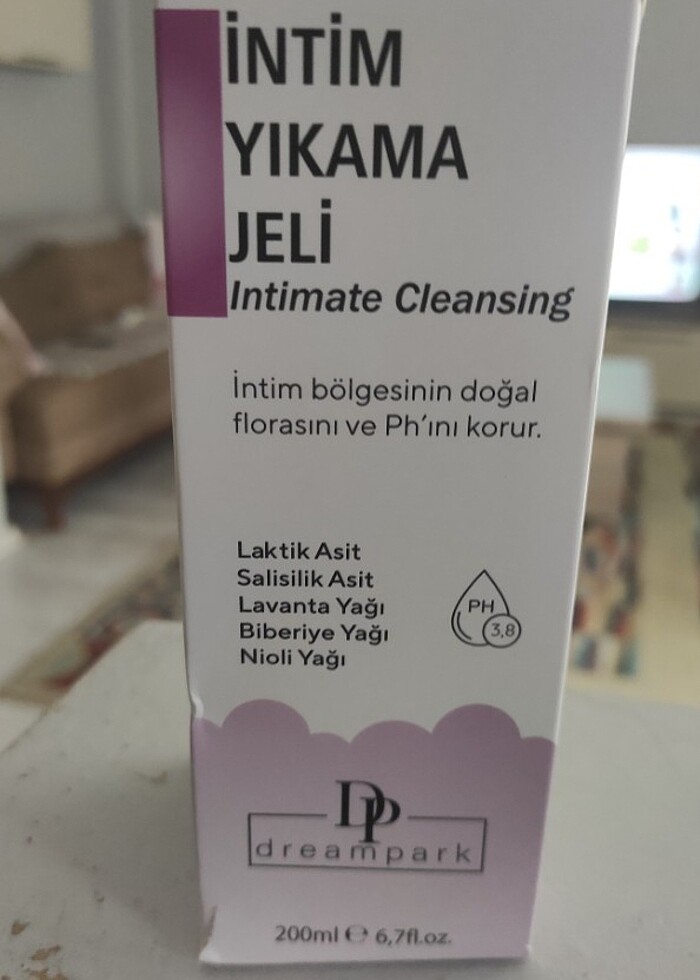 İNTİM
YIKAMA
JELİ
Intimate Cleansing
İntim bölgesinin doğal
florasını ve Ph'ını korur.
Laktik Asit
Salisilik Asit
Lavanta Yağı
Biberiye Yağı
Nioli Yağı
PH
3,8
DP
dreampark
200ml ℮ 6,7fl.oz.